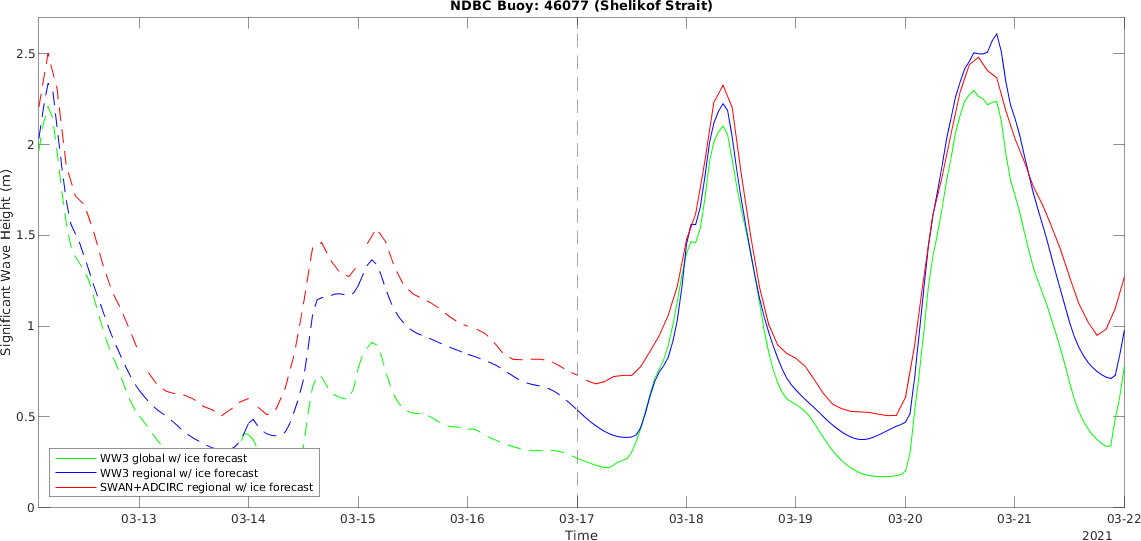 NDBC Buoy: 46077 (Shelikof Strait)
Significant Wave Height (m)
2.5
2
1.5
1
0.5
0
WW3 global w/ ice forecast
WW3 regional w/ ice forecast
SWAN+ADCIRC regional w/ ice forecast
03-13 03-14 03-15 03-16 03-17 03-18 03-19 03-20 03-21 03-22
Time
2021